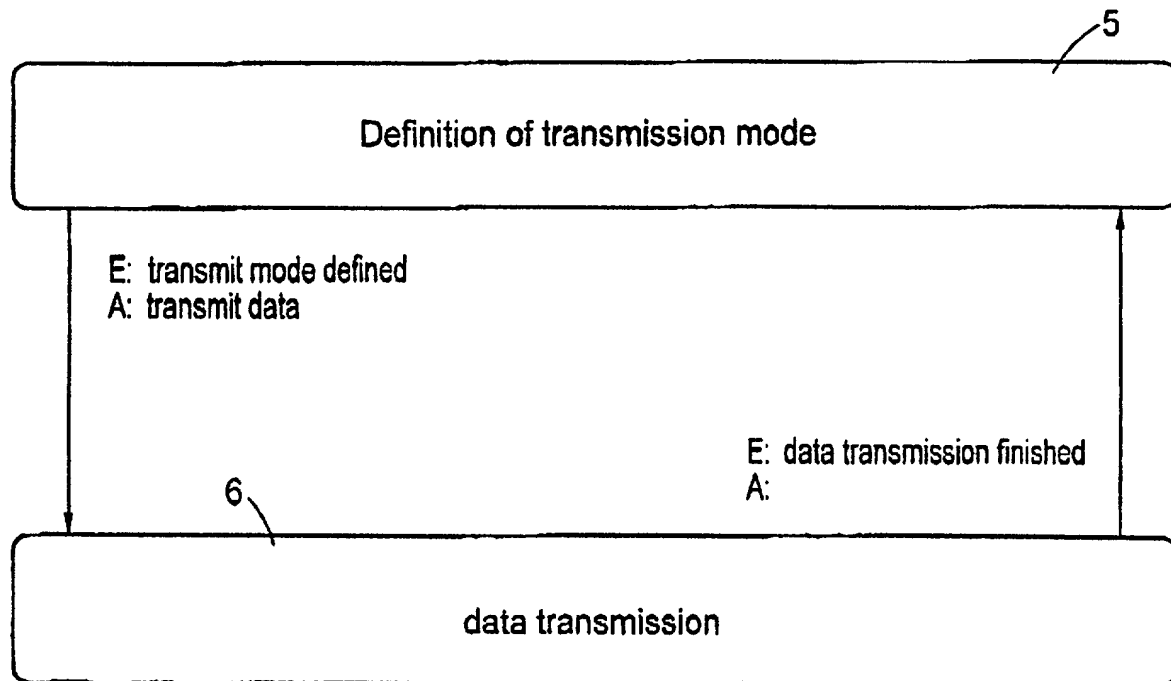 5
Definition of transmission mode
E: transmit mode defined
A: transmit data
E: data transmission finished
A:
6
data transmission